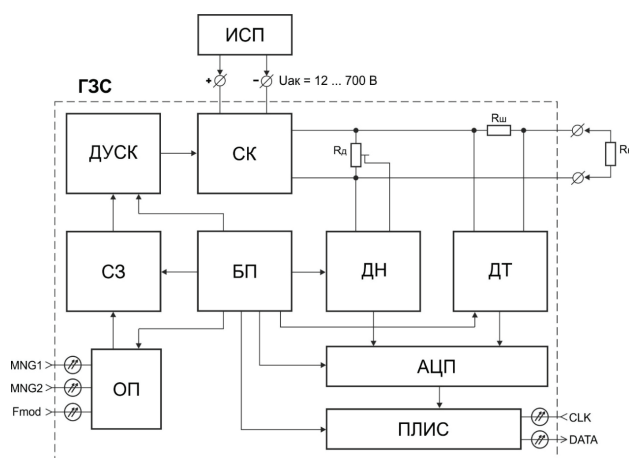 ИСП
+
− Uак = 12 ... 700 В
ГЗС
ДУСК
СК
Rш
Rд
СЗ
БП
ДН
ДТ
MNG1
MNG2
Fmod
ОП
АЦП
ПЛИС
CLK
DATA